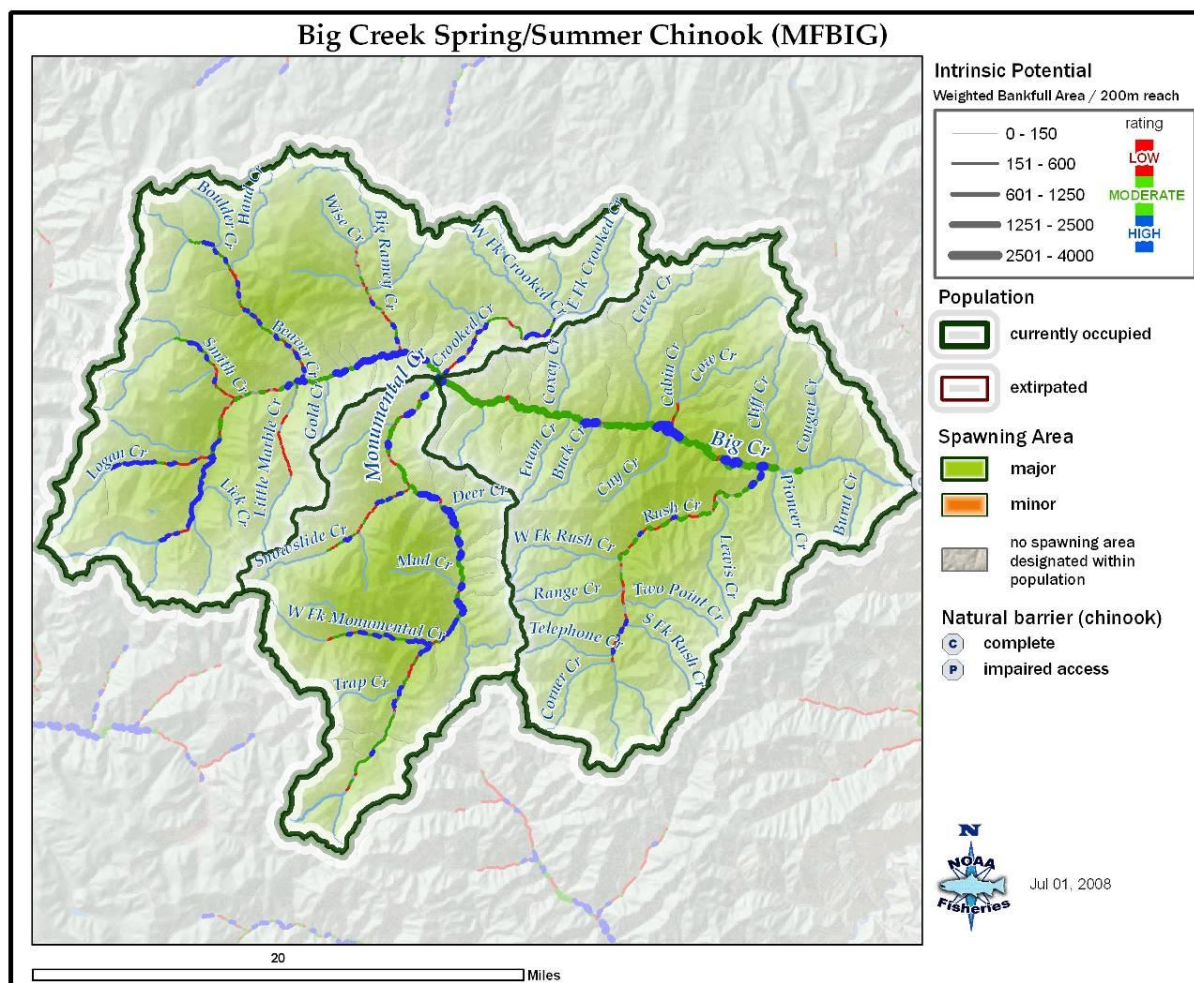 Big Creek Spring/Summer Chinook (MFBIG)
Boulder Cr
Hand Cr
Wise Cr
Big Ramey Cr
W Fk Crooked Cr
E Fk Crooked Cr
Cave Cr
Beaver Cr
Crooked Cr
Smith Cr
Coxey Cr
Cabin Cr
Cow Cr
Cliff Cr
Cougar Cr
Monumental Cr
Gold Cr
Little Marble Cr
Logan Cr
Lick Cr
Fawn Cr
Buck Cr
Big Cr
Cny Cr
Deer Cr
Rush Cr
Pioneer Cr
Burnt Cr
Snowslide Cr
Mud Cr
W Fk Rush Cr
Lewis Cr
Range Cr
Two Point Cr
W Fk Monumental Cr
Telephone Cr
S Fk Rush Cr
Trap Cr
Corner Cr
20
Miles
Intrinsic Potential
Weighted Bankfull Area / 200m reach
rating
0 - 150
151 - 600
601 - 1250
1251 - 2500
2501 - 4000
LOW
MODERATE
HIGH
Population
currently occupied
extirpated
Spawning Area
major
minor
no spawning area
designated within
population
Natural barrier (chinook)
C complete
P impaired access
N
NOAA
Fisheries
Jul 01, 2008